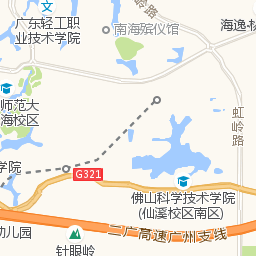 岭路
广东轻工职
业技术学院
南海殡仪馆
海逸·
师范大
海校区
虹岭路
学院
G321
佛山科学技术学院
(仙溪校区南区)
二广高速广州支线
幼儿园
针眼岭